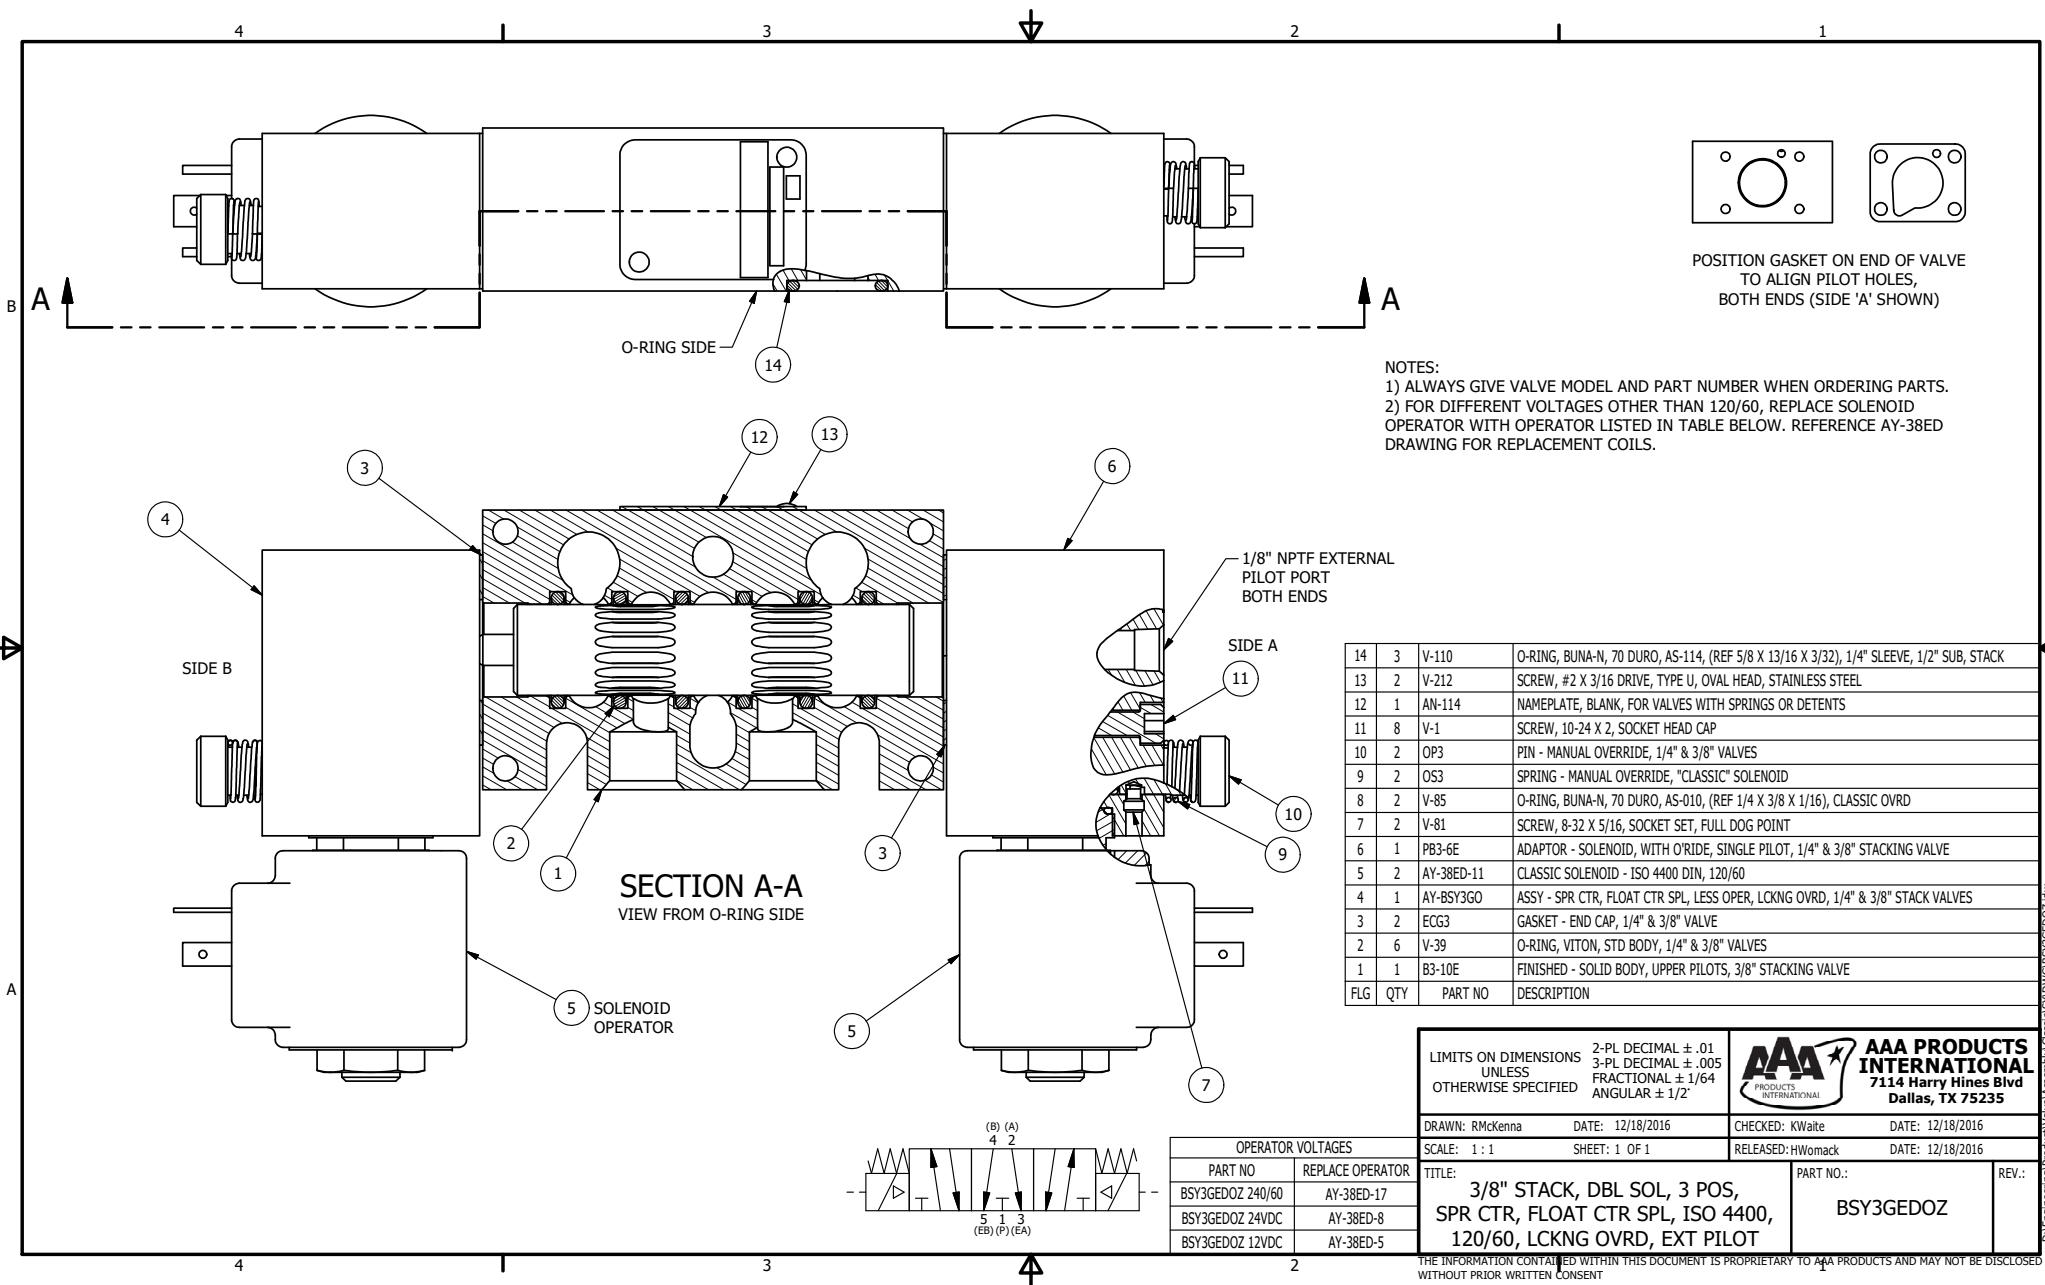 4 3 2 1
B
A
A A
O-RING SIDE
14
POSITION GASKET ON END OF VALVE
TO ALIGN PILOT HOLES,
BOTH ENDS (SIDE 'A' SHOWN)
NOTES:
1) ALWAYS GIVE VALVE MODEL AND PART NUMBER WHEN ORDERING PARTS.
2) FOR DIFFERENT VOLTAGES OTHER THAN 120/60, REPLACE SOLENOID
OPERATOR WITH OPERATOR LISTED IN TABLE BELOW. REFERENCE AY-38ED
DRAWING FOR REPLACEMENT COILS.
12 13
3 6
4
1/8" NPTF EXTERNAL
PILOT PORT
BOTH ENDS
SIDE B
SIDE A
11
10
9
2
1
3
SECTION A-A
VIEW FROM O-RING SIDE
5 SOLENOID
OPERATOR
5
7
14 3 V-110 O-RING, BUNA-N, 70 DURO, AS-114, (REF 5/8 X 13/16 X 3/32), 1/4" SLEEVE, 1/2" SUB, STACK
13 2 V-212 SCREW, #2 X 3/16 DRIVE, TYPE U, OVAL HEAD, STAINLESS STEEL
12 1 AN-114 NAMEPLATE, BLANK, FOR VALVES WITH SPRINGS OR DETENTS
11 8 V-1 SCREW, 10-24 X 2, SOCKET HEAD CAP
10 2 OP3 PIN - MANUAL OVERRIDE, 1/4" & 3/8" VALVES
9 2 OS3 SPRING - MANUAL OVERRIDE, "CLASSIC" SOLENOID
8 2 V-85 O-RING, BUNA-N, 70 DURO, AS-010, (REF 1/4 X 3/8 X 1/16), CLASSIC OVRD
7 2 V-81 SCREW, 8-32 X 5/16, SOCKET SET, FULL DOG POINT
6 1 PB3-6E ADAPTOR - SOLENOID, WITH O'RIDE, SINGLE PILOT, 1/4" & 3/8" STACKING VALVE
5 2 AY-38ED-11 CLASSIC SOLENOID - ISO 4400 DIN, 120/60
4 1 AY-BSY3GO ASSY - SPR CTR, FLOAT CTR SPL, LESS OPER, LCKNG OVRD, 1/4" & 3/8" STACK VALVES
3 2 ECG3 GASKET - END CAP, 1/4" & 3/8" VALVE
2 6 V-39 O-RING, VITON, STD BODY, 1/4" & 3/8" VALVES
1 1 B3-10E FINISHED - SOLID BODY, UPPER PILOTS, 3/8" STACKING VALVE
FLG QTY PART NO DESCRIPTION
(B) (A)
4 2
5 1 3
(EB) (P) (EA)
OPERATOR VOLTAGES
PART NO REPLACE OPERATOR
BSY3GEDOZ 240/60 AY-38ED-17
BSY3GEDOZ 24VDC AY-38ED-8
BSY3GEDOZ 12VDC AY-38ED-5
LIMITS ON DIMENSIONS
UNLESS
OTHERWISE SPECIFIED
2-PL DECIMAL ± .01
3-PL DECIMAL ± .005
FRACTIONAL ± 1/64
ANGULAR ± 1/2°
AAA
PRODUCTS
INTERNATIONAL
AAA PRODUCTS
INTERNATIONAL
7114 Harry Hines Blvd
Dallas, TX 75235
DRAWN: RMcKenna DATE: 12/18/2016 CHECKED: KWaite DATE: 12/18/2016
SCALE: 1 : 1 SHEET: 1 OF 1 RELEASED: HWomack DATE: 12/18/2016
TITLE:
3/8" STACK, DBL SOL, 3 POS,
SPR CTR, FLOAT CTR SPL, ISO 4400,
120/60, LCKNG OVRD, EXT PILOT
PART NO.:
BSY3GEDOZ
REV.:
4 3 2 1
THE INFORMATION CONTAINED WITHIN THIS DOCUMENT IS PROPRIETARY TO AAA PRODUCTS AND MAY NOT BE DISCLOSED
WITHOUT PRIOR WRITTEN CONSENT